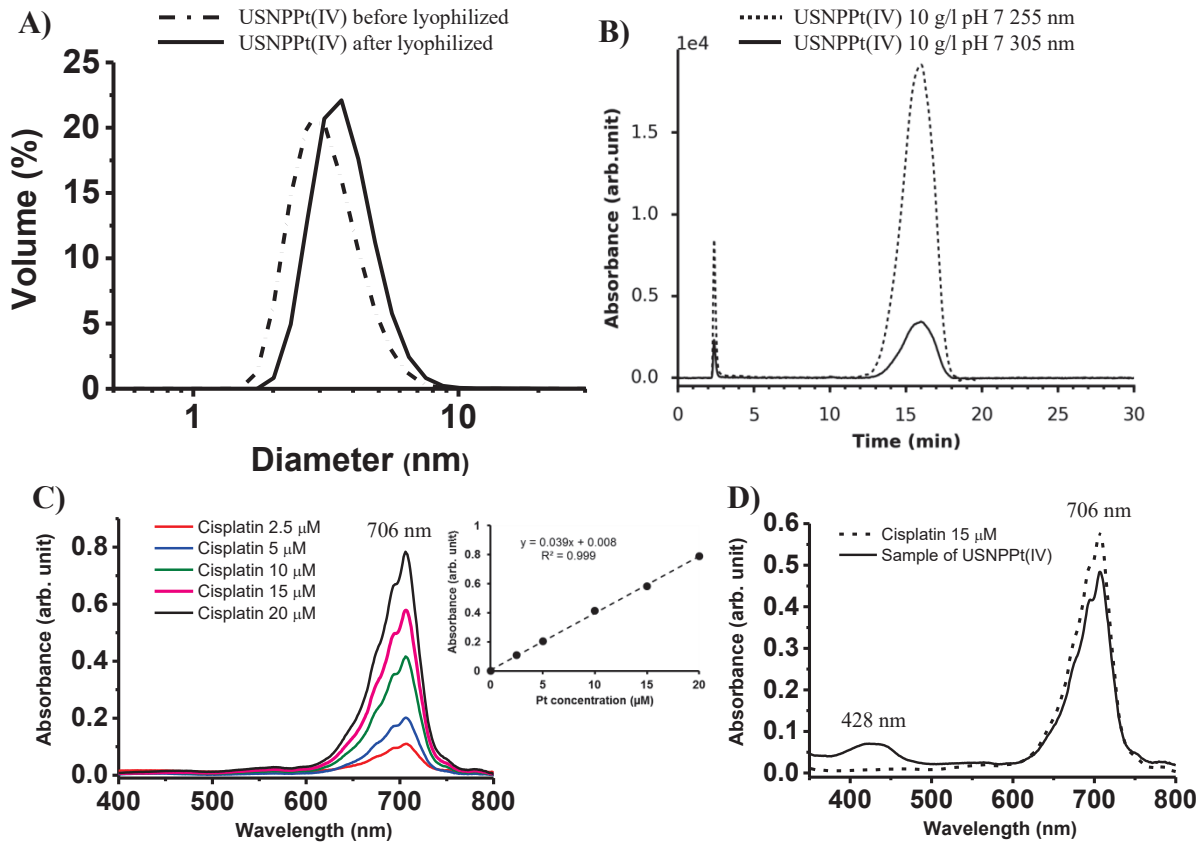 A)
USNPPt(IV) before lyophilized
USNPPt(IV) after lyophilized
25
20
15
10
5
0
Volume (%)
1
10
Diameter (nm)
B)
USNPPt(IV) 10 g/l pH 7 255 nm
USNPPt(IV) 10 g/l pH 7 305 nm
1e4
1.5
1.0
0.5
0.0
Absorbance (arb.unit)
0
5
10
15
20
25
30
Time (min)
C)
Cisplatin 2.5 μM
Cisplatin 5 μM
Cisplatin 10 μM
Cisplatin 15 μM
Cisplatin 20 μM
706 nm
0.8
0.6
0.4
0.2
0.0
Absorbance (arb. unit)
400
500
600
700
800
Wavelength (nm)
y = 0.039x + 0.008
R² = 0.999
1
0.8
0.6
0.4
0.2
0
Absorbance (arb. unit)
0
5
10
15
20
Pt concentration (μM)
D)
Cisplatin 15 μM
Sample of USNPPt(IV)
706 nm
428 nm
0.6
0.5
0.4
0.3
0.2
0.1
0.0
Absorbance (arb. unit)
400
500
600
700
800
Wavelength (nm)